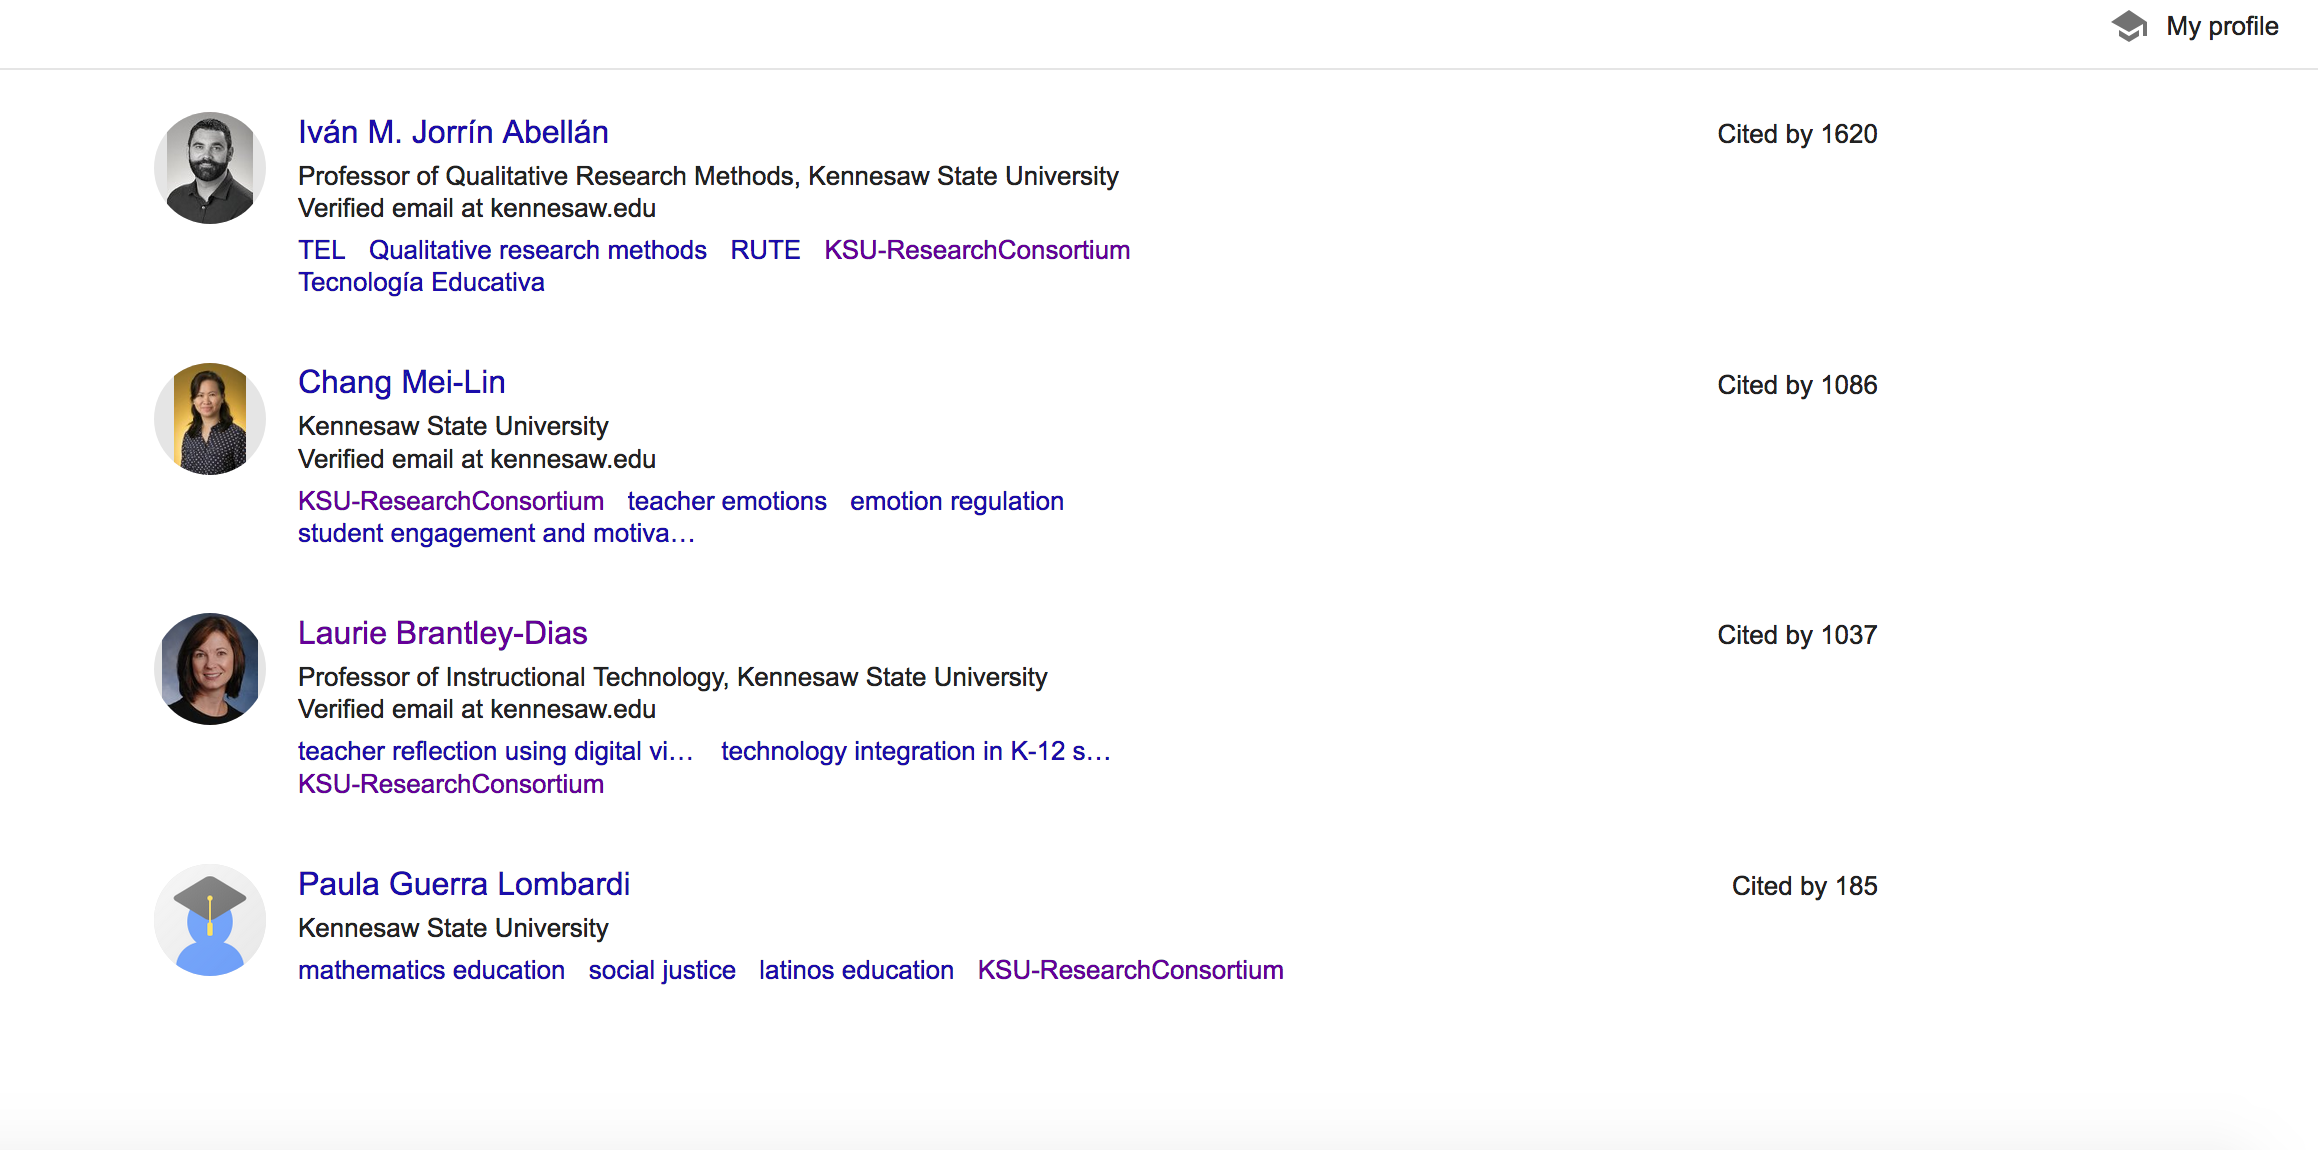 My profile
Iván M. Jorrín Abellán
Cited by 1620
Professor of Qualitative Research Methods, Kennesaw State University
Verified email at kennesaw.edu
TEL Qualitative research methods RUTE KSU-ResearchConsortium
Tecnología Educativa
Chang Mei-Lin
Cited by 1086
Kennesaw State University
Verified email at kennesaw.edu
KSU-ResearchConsortium teacher emotions emotion regulation
student engagement and motiva…
Laurie Brantley-Dias
Cited by 1037
Professor of Instructional Technology, Kennesaw State University
Verified email at kennesaw.edu
teacher reflection using digital vi… technology integration in K-12 s…
KSU-ResearchConsortium
Paula Guerra Lombardi
Cited by 185
Kennesaw State University
mathematics education social justice latinos education KSU-ResearchConsortium